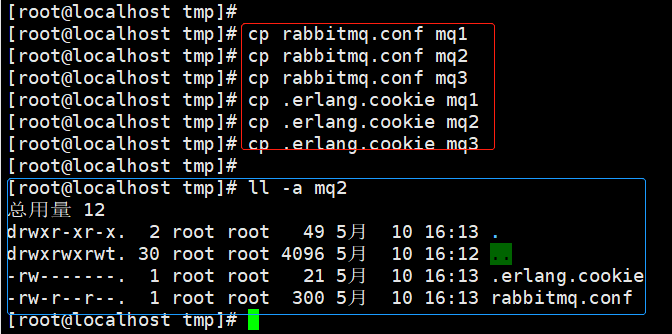 [root@localhost tmp]#
[root@localhost tmp]# cp rabbitmq.conf mq1
[root@localhost tmp]# cp rabbitmq.conf mq2
[root@localhost tmp]# cp rabbitmq.conf mq3
[root@localhost tmp]# cp .erlang.cookie mq1
[root@localhost tmp]# cp .erlang.cookie mq2
[root@localhost tmp]# cp .erlang.cookie mq3
[root@localhost tmp]#
[root@localhost tmp]# ll -a mq2
总用量 12
drwxr-xr-x.  2 root root   49 5月  10 16:13 .
drwxrwxrwt. 30 root root 4096 5月  10 16:12 ..
-rw-------.  1 root root   21 5月  10 16:13 .erlang.cookie
-rw-r--r--.  1 root root  300 5月  10 16:13 rabbitmq.conf
[root@localhost tmp]#